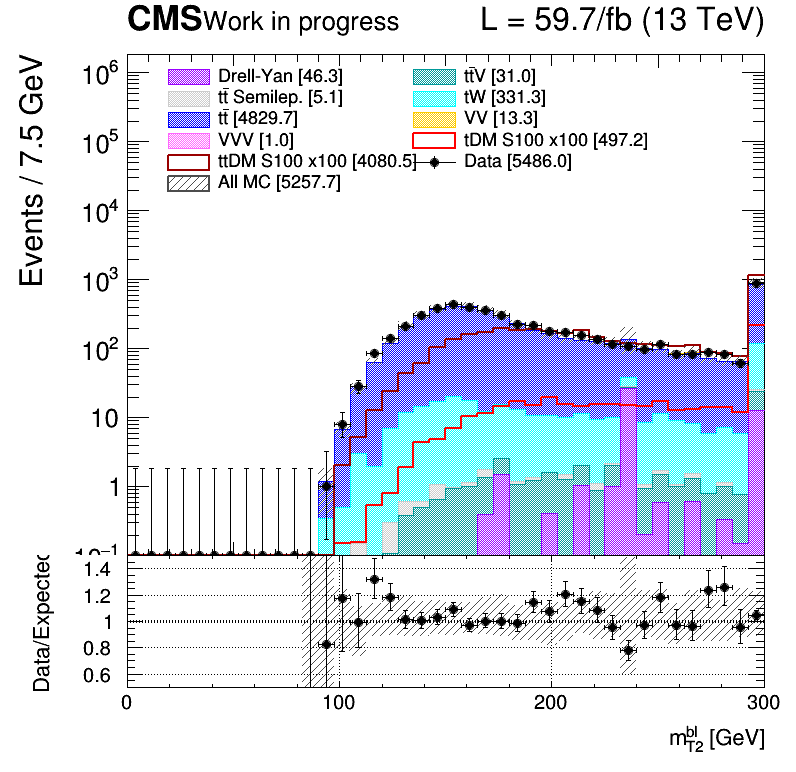 CMS Work in progress L = 59.7/fb (13 TeV)
Events / 7.5 GeV
10⁶
10⁵
10⁴
10³
10²
10
1
10⁻¹
Drell-Yan [46.3] tt̄V [31.0]
tt̄ Semilep. [5.1] tW [331.3]
tt̄ [4829.7] VV [13.3]
VVV [1.0] tDM S100 x100 [497.2]
ttDM S100 x100 [4080.5] Data [5486.0]
All MC [5257.7]
Data/Expected
1.4
1.2
1
0.8
0.6
0 100 200 300
m_T2^bl [GeV]